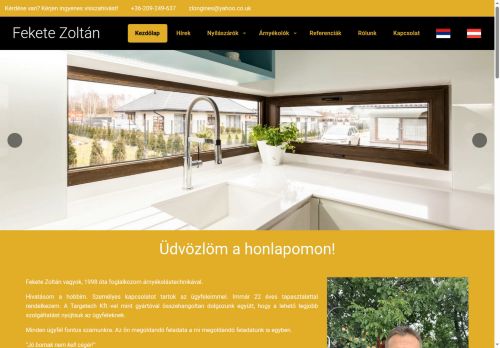 Kérdése van? Kérjen ingyenes visszahívást! +36-209-249-637 zlongines@yahoo.co.uk
Fekete Zoltán Kezdőlap Hírek Nyílászárók Árnyékolók Referenciák Rólunk Kapcsolat
Üdvözlöm a honlapomon!
Fekete Zoltán vagyok, 1998 óta foglalkozom árnyékolástechnikával.
Hivatásom a hobbim. Személyes kapcsolatot tartok az ügyfeleimmel. Immár 22 éves tapasztalattal
rendelkezem. A Targetech Kft.-vel mint gyártóval összehangoltan dolgozunk együtt, hogy a lehető legjobb
szolgáltatást nyújtsuk az ügyfeleknek.
Minden ügyfél fontos számunkra. Az ön megoldandó feladata a mi megoldandó feladatunk is egyben.
"Jó bornak nem kell cégér!"